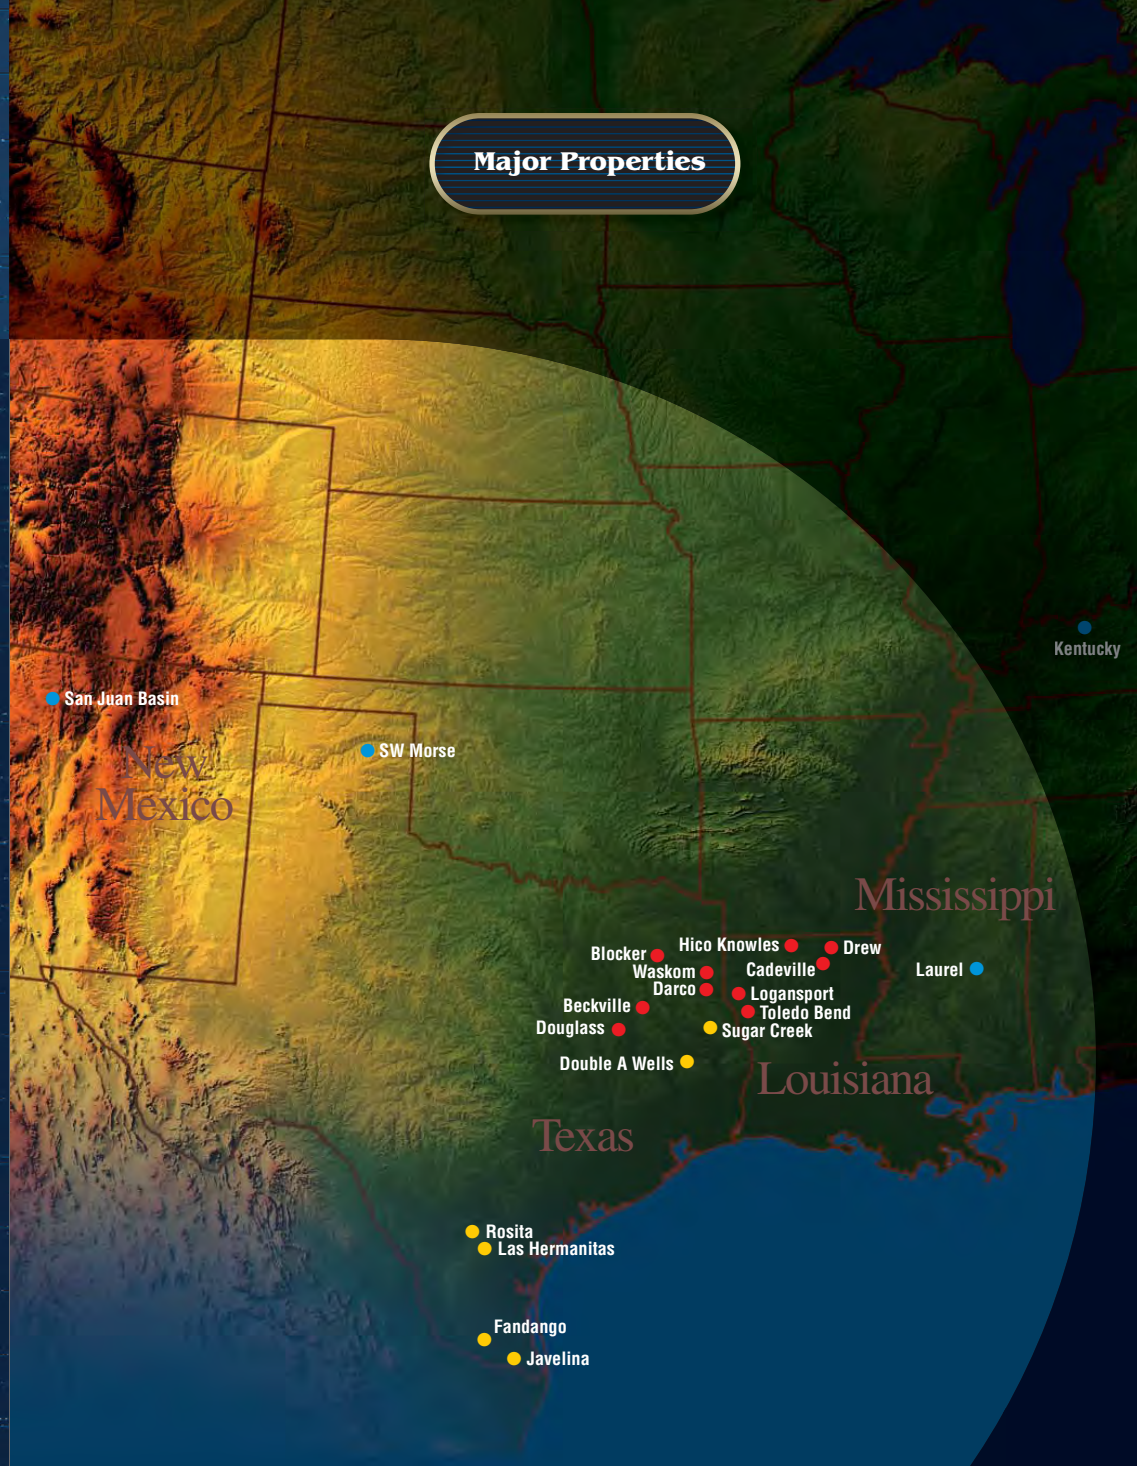 Major Properties
Kentucky
San Juan Basin
SW Morse
New
Mexico
Mississippi
Hico Knowles
Drew
Blocker
Cadeville
Laurel
Waskom
Darco
Logansport
Beckville
Toledo Bend
Douglass
Sugar Creek
Double A Wells
Louisiana
Texas
Rosita
Las Hermanitas
Fandango
Javelina